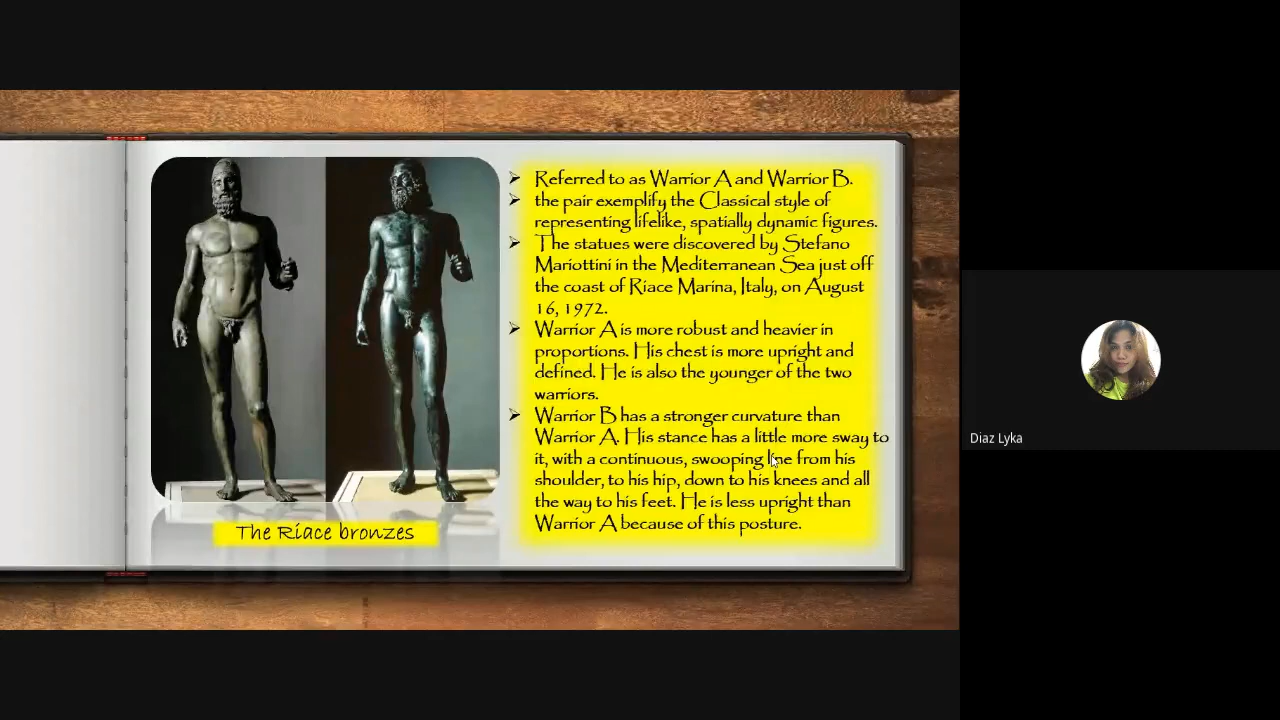 Referred to as Warrior A and Warrior B.
the pair exemplify the Classical style of
representing lifelike, spatially dynamic figures.
The statues were discovered by Stefano
Mariottini in the Mediterranean Sea just off
the coast of Riace Marina, Italy, on August
16, 1972.
Warrior A is more robust and heavier in
proportions. His chest is more upright and
defined. He is also the younger of the two
warriors.
Warrior B has a stronger curvature than
Warrior A. His stance has a little more sway to
it, with a continuous, swooping line from his
shoulder, to his hip, down to his knees and all
the way to his feet. He is less upright than
Warrior A because of this posture.
The Riace bronzes
Diaz Lyka